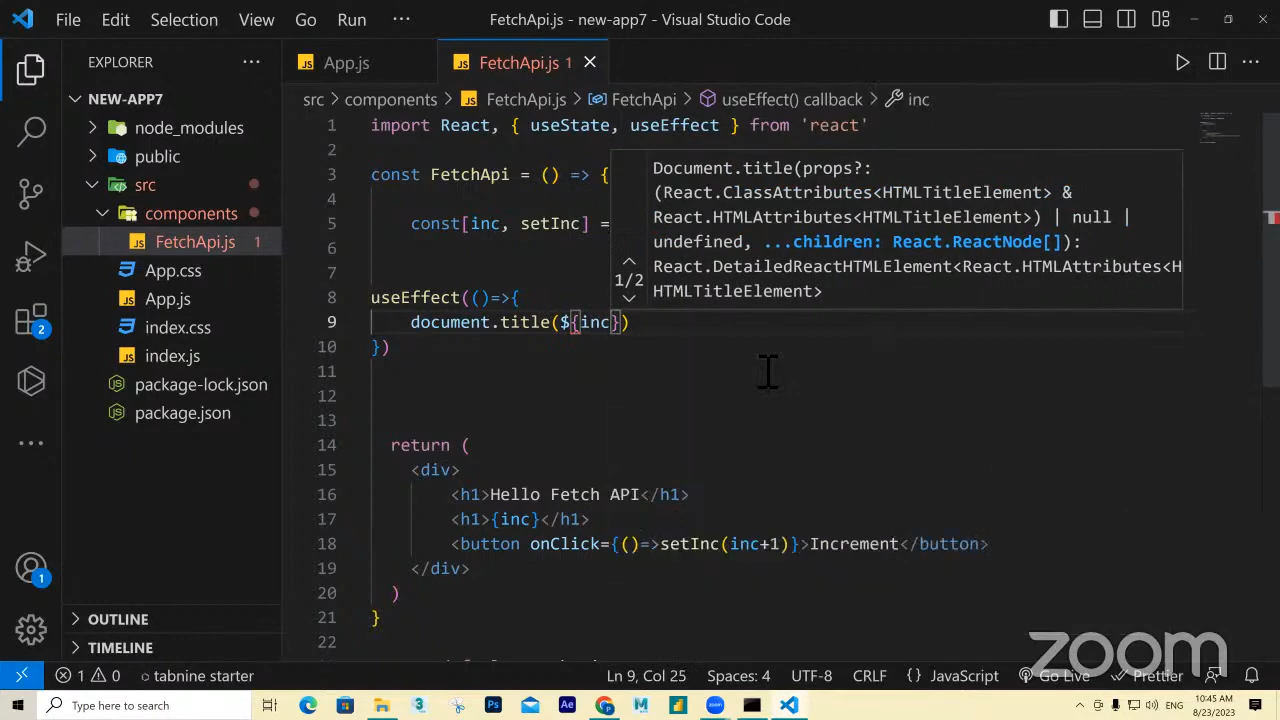 File Edit Selection View Go Run ··· FetchApi.js - new-app7 - Visual Studio Code
EXPLORER ···
App.js
FetchApi.js 1
NEW-APP7
node_modules
public
src
components
FetchApi.js 1
App.css
App.js
index.css
index.js
package-lock.json
package.json
OUTLINE
TIMELINE
2
1
src > components > FetchApi.js > FetchApi > useEffect() callback > inc
1 import React, { useState, useEffect } from 'react'
2
3 const FetchApi = () => {
4
5 const[inc, setInc] =
6
7
8 useEffect(()=>{
9 document.title(${inc})
10 })
11
12
13
14 return (
15 <div>
16 <h1>Hello Fetch API</h1>
17 <h1>{inc}</h1>
18 <button onClick={()=>setInc(inc+1)}>Increment</button>
19 </div>
20 )
21 }
22
1/2
Document.title(props?:
(React.ClassAttributes<HTMLTitleElement> &
React.HTMLAttributes<HTMLTitleElement>) | null |
undefined, ...children: React.ReactNode[]):
React.DetailedReactHTMLElement<React.HTMLAttributes<H
HTMLTitleElement>
zoom
1 0 tabnine starter Ln 9, Col 25 Spaces: 4 UTF-8 CRLF { } JavaScript Go Live Prettier
Type here to search
10:45 AM
8/23/2023